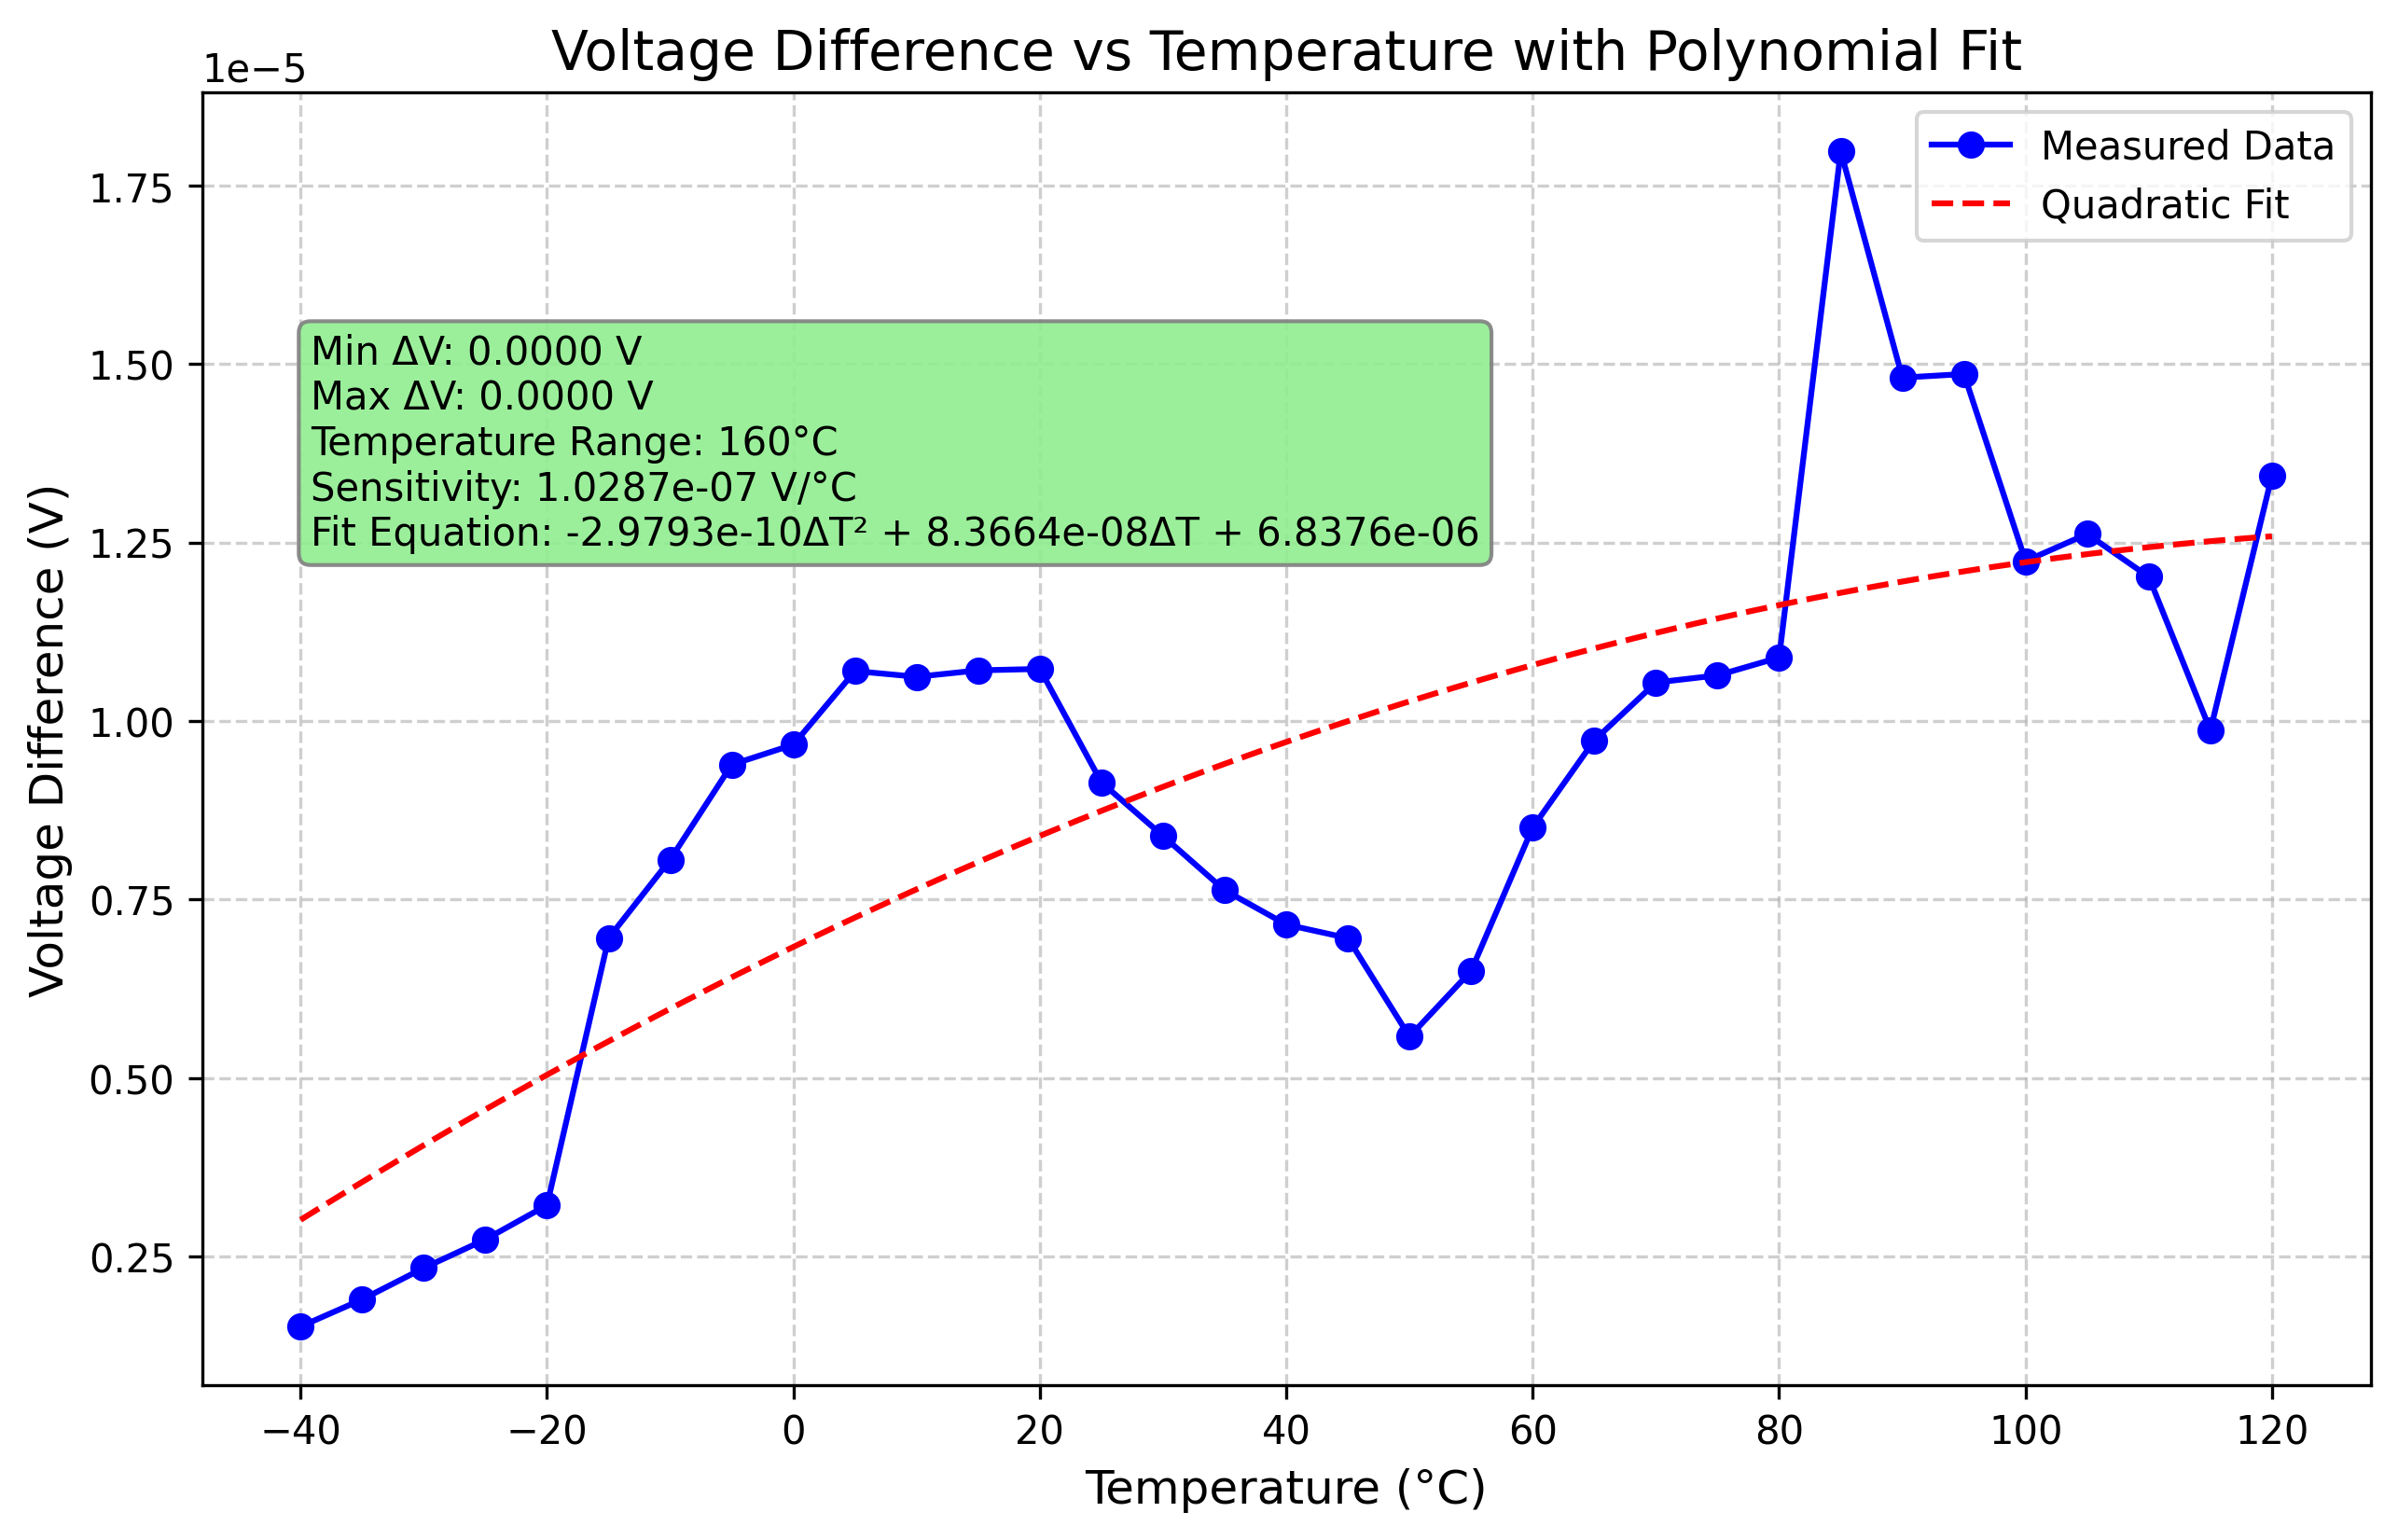 Voltage Difference vs Temperature with Polynomial Fit
1e−5
Measured Data
Quadratic Fit
Min ΔV: 0.0000 V
Max ΔV: 0.0000 V
Temperature Range: 160°C
Sensitivity: 1.0287e-07 V/°C
Fit Equation: -2.9793e-10ΔT² + 8.3664e-08ΔT + 6.8376e-06
Voltage Difference (V)
1.75
1.50
1.25
1.00
0.75
0.50
0.25
−40 −20 0 20 40 60 80 100 120
Temperature (°C)